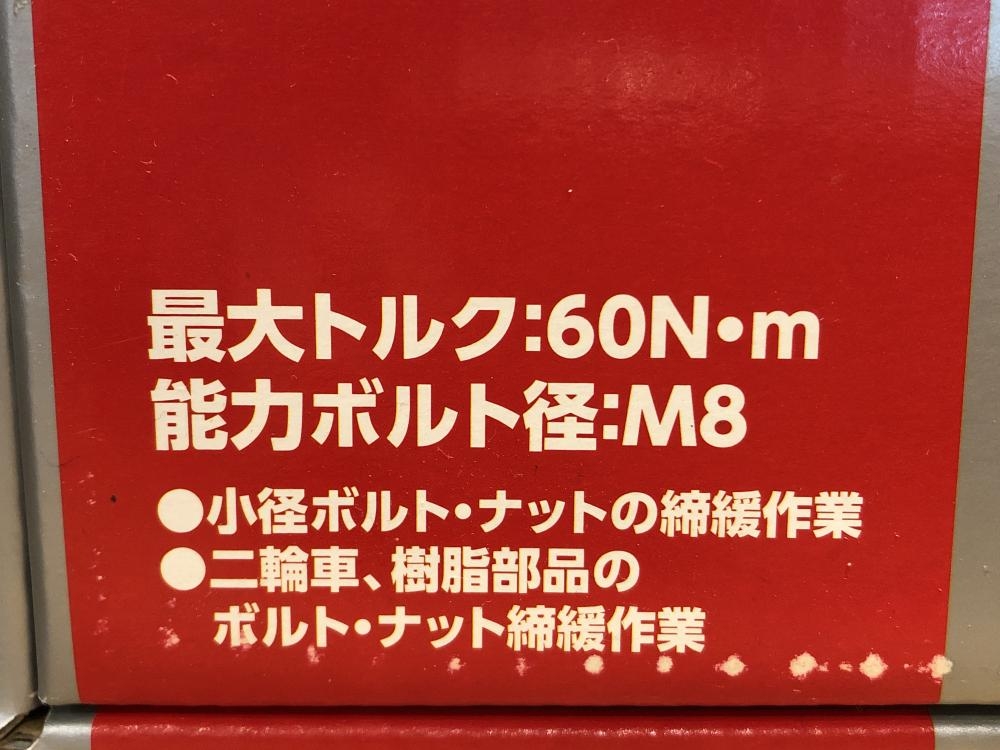 最大トルク:60N・m
能力ボルト径:M8
●小径ボルト・ナットの締緩作業
●二輪車、樹脂部品の
ボルト・ナット締緩作業